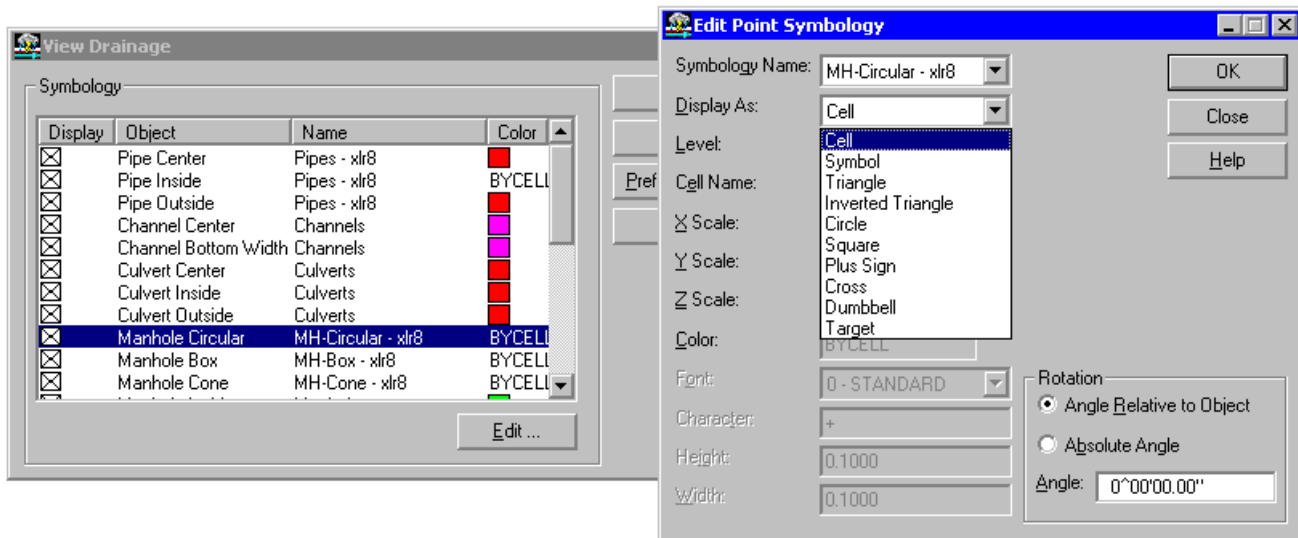 View Drainage
Symbology
Display Object Name Color
Pipe Center Pipes - xlr8
Pipe Inside Pipes - xlr8 BYCELL
Pipe Outside Pipes - xlr8
Channel Center Channels
Channel Bottom Width Channels
Culvert Center Culverts
Culvert Inside Culverts
Culvert Outside Culverts
Manhole Circular MH-Circular - xlr8 BYCELL
Manhole Box MH-Box - xlr8 BYCELL
Manhole Cone MH-Cone - xlr8 BYCELL
Edit ...
Pref
Edit Point Symbology
Symbology Name: MH-Circular - xlr8
Display As: Cell
Cell
Symbol
Triangle
Inverted Triangle
Circle
Square
Plus Sign
Cross
Dumbbell
Target
Level:
Cell Name:
X Scale:
Y Scale:
Z Scale:
Color: BYCELL
Font: 0 - STANDARD
Character: +
Height: 0.1000
Width: 0.1000
OK
Close
Help
Rotation
Angle Relative to Object
Absolute Angle
Angle: 0^00'00.00"